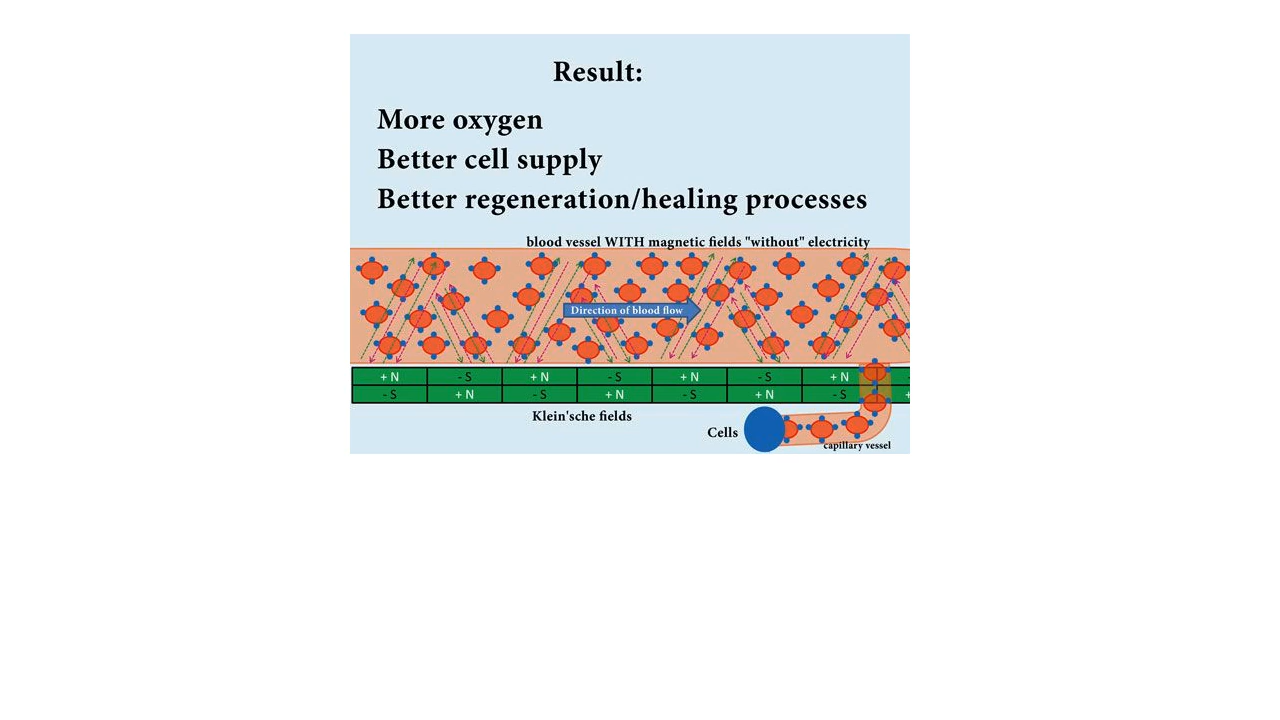 Result:
More oxygen
Better cell supply
Better regeneration/healing processes
blood vessel WITH magnetic fields "without" electricity
Direction of blood flow
+ N - S + N - S + N - S + N -
- S + N - S + N - S + N - S +
Klein'sche fields
Cells
capillary vessel